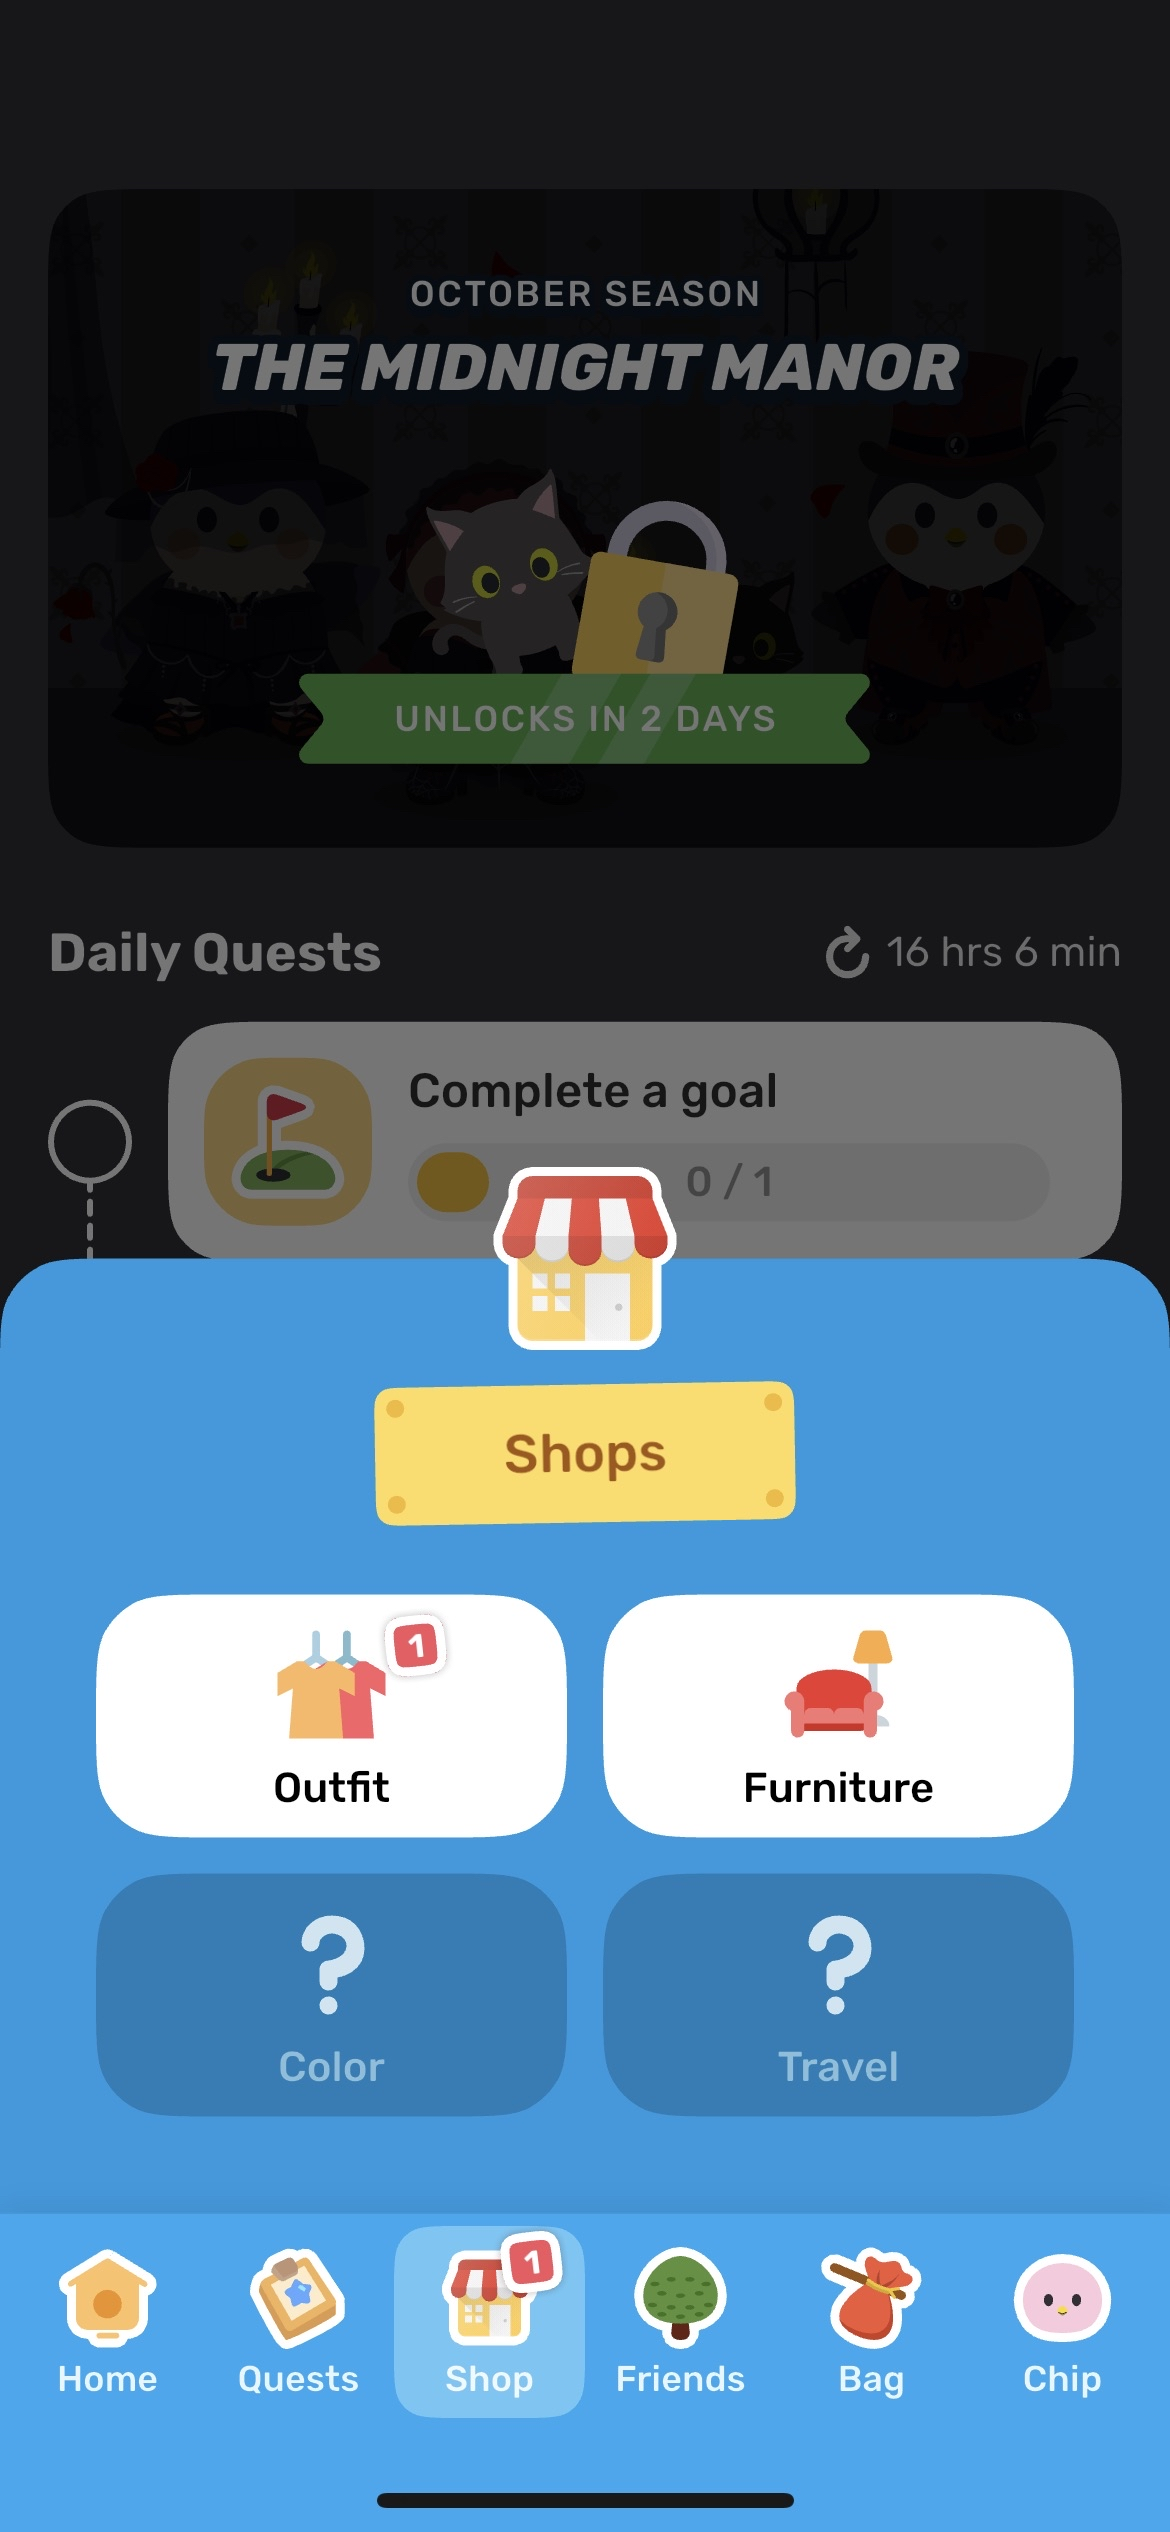 OCTOBER SEASON
THE MIDNIGHT MANOR
UNLOCKS IN 2 DAYS
Daily Quests
16 hrs 6 min
Complete a goal
0 / 1
Shops
1
Outfit
Furniture
?
?
Color
Travel
1
Home
Quests
Shop
Friends
Bag
Chip